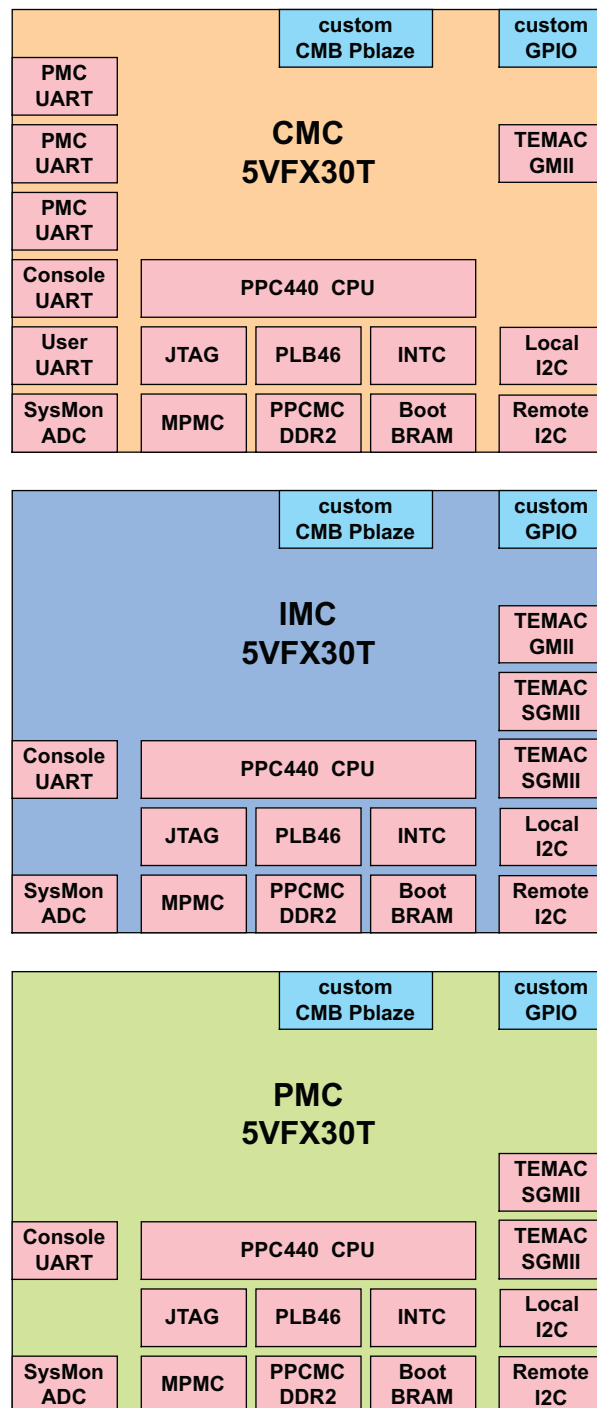 custom
CMB Pblaze
custom
GPIO
PMC
UART
CMC
5VFX30T
PMC
UART
TEMAC
GMII
PMC
UART
Console
UART
PPC440 CPU
User
UART
JTAG
PLB46
INTC
Local
I2C
SysMon
ADC
MPMC
PPCMC
DDR2
Boot
BRAM
Remote
I2C
custom
CMB Pblaze
custom
GPIO
IMC
5VFX30T
TEMAC
GMII
TEMAC
SGMII
Console
UART
PPC440 CPU
TEMAC
SGMII
JTAG
PLB46
INTC
Local
I2C
SysMon
ADC
MPMC
PPCMC
DDR2
Boot
BRAM
Remote
I2C
custom
CMB Pblaze
custom
GPIO
PMC
5VFX30T
TEMAC
SGMII
Console
UART
PPC440 CPU
TEMAC
SGMII
JTAG
PLB46
INTC
Local
I2C
SysMon
ADC
MPMC
PPCMC
DDR2
Boot
BRAM
Remote
I2C